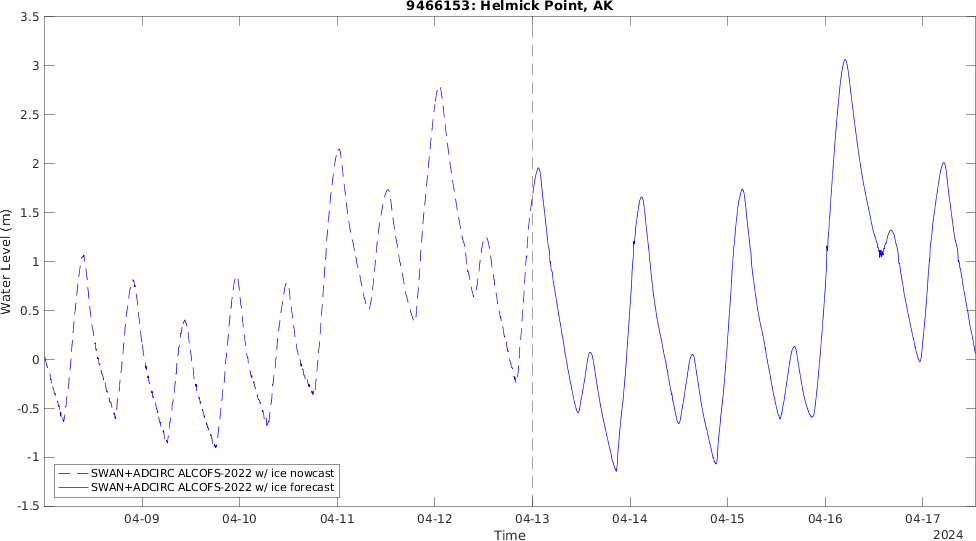 9466153: Helmick Point, AK
3.5
3
2.5
2
1.5
1
0.5
0
-0.5
-1
-1.5
Water Level (m)
SWAN+ADCIRC ALCOFS-2022 w/ ice nowcast
SWAN+ADCIRC ALCOFS-2022 w/ ice forecast
04-09 04-10 04-11 04-12 04-13 04-14 04-15 04-16 04-17
Time
2024